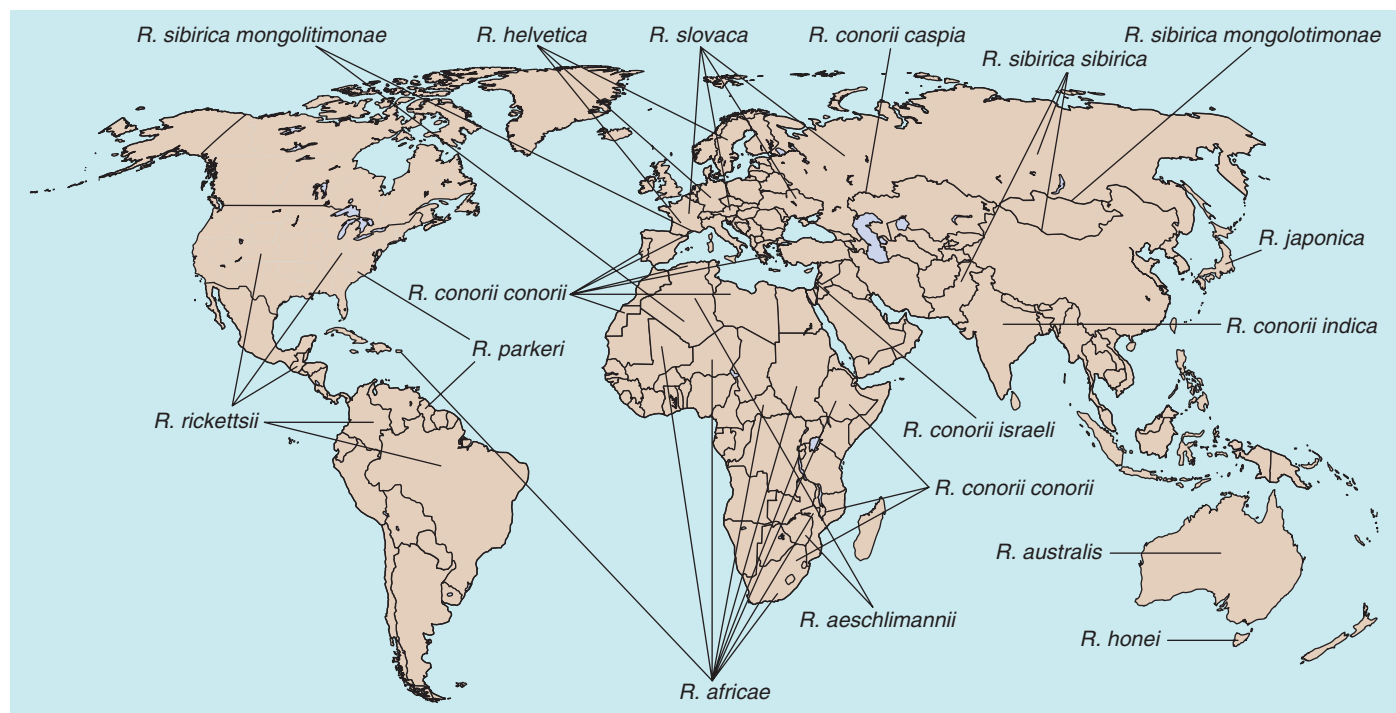 R. sibirica mongolitimonae
R. helvetica
R. slovaca
R. conorii caspia
R. sibirica mongolotimonae
R. sibirica sibirica
R. japonica
R. conorii conorii
R. conorii indica
R. parkeri
R. rickettsii
R. conorii israeli
R. conorii conorii
R. australis
R. aeschlimannii
R. honei
R. africae